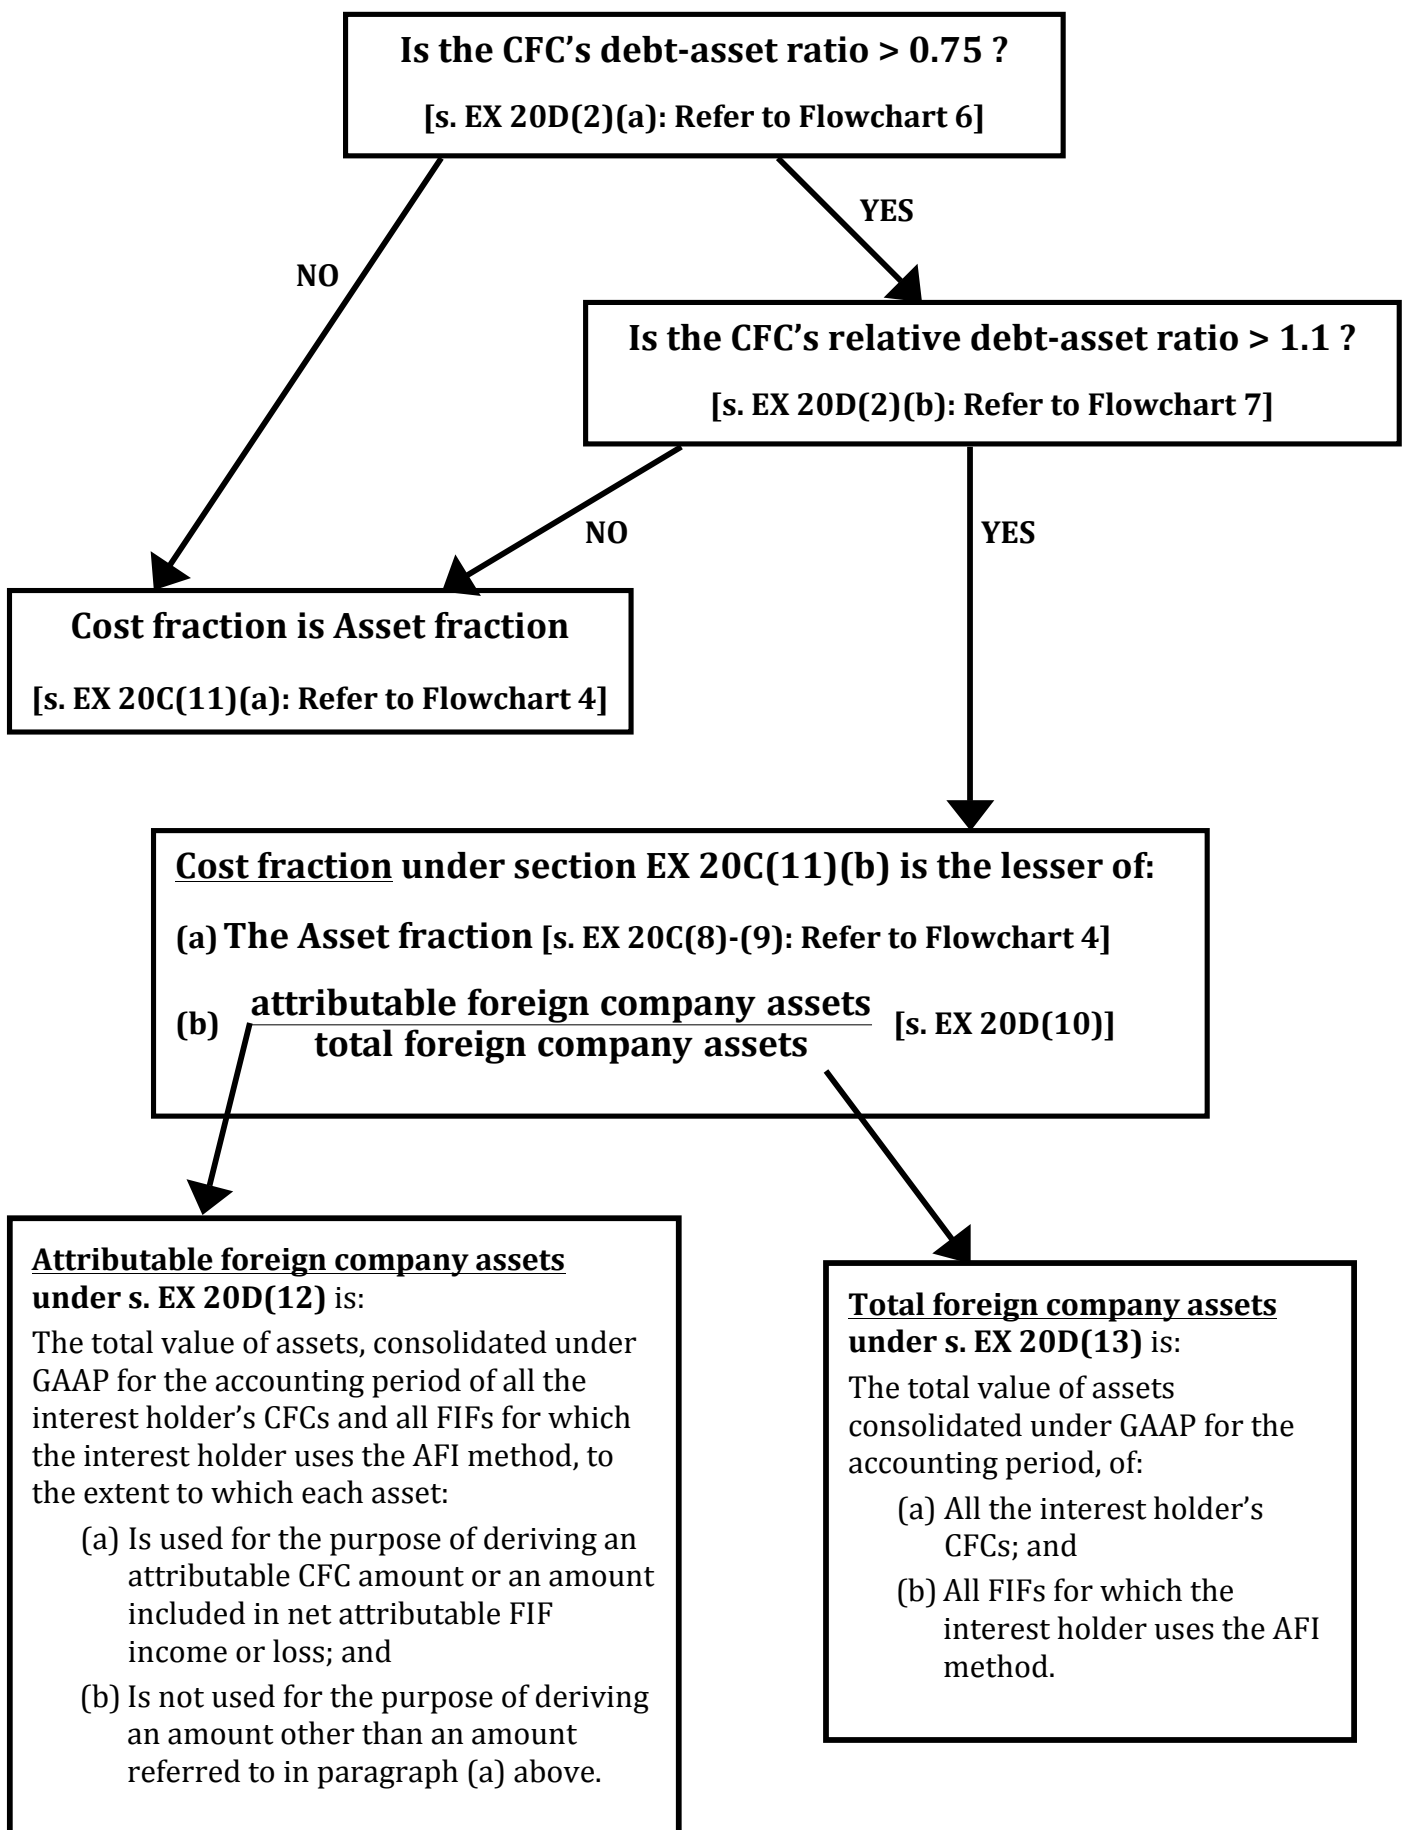 Is the CFC’s debt-asset ratio > 0.75 ?
[s. EX 20D(2)(a): Refer to Flowchart 6]
YES
NO
Is the CFC’s relative debt-asset ratio > 1.1 ?
[s. EX 20D(2)(b): Refer to Flowchart 7]
NO
YES
Cost fraction is Asset fraction
[s. EX 20C(11)(a): Refer to Flowchart 4]
Cost fraction under section EX 20C(11)(b) is the lesser of:
(a) The Asset fraction [s. EX 20C(8)-(9): Refer to Flowchart 4]
(b) attributable foreign company assets
total foreign company assets
[s. EX 20D(10)]
Attributable foreign company assets
under s. EX 20D(12) is:
The total value of assets, consolidated under
GAAP for the accounting period of all the
interest holder’s CFCs and all FIFs for which
the interest holder uses the AFI method, to
the extent to which each asset:
(a) Is used for the purpose of deriving an
attributable CFC amount or an amount
included in net attributable FIF
income or loss; and
(b) Is not used for the purpose of deriving
an amount other than an amount
referred to in paragraph (a) above.
Total foreign company assets
under s. EX 20D(13) is:
The total value of assets
consolidated under GAAP for the
accounting period, of:
(a) All the interest holder’s
CFCs; and
(b) All FIFs for which the
interest holder uses the AFI
method.